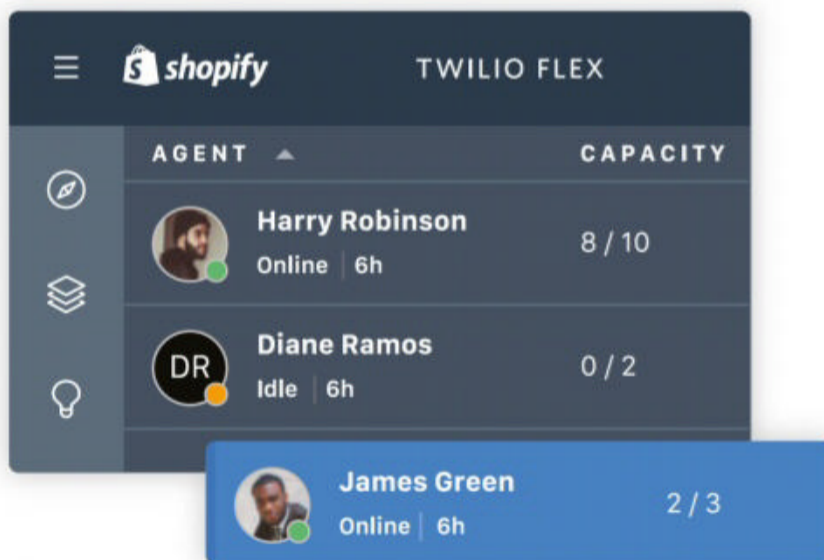 shopify TWILIO FLEX
AGENT CAPACITY
Harry Robinson
Online 6h
8 / 10
DR
Diane Ramos
Idle 6h
0 / 2
James Green
Online 6h
2 / 3